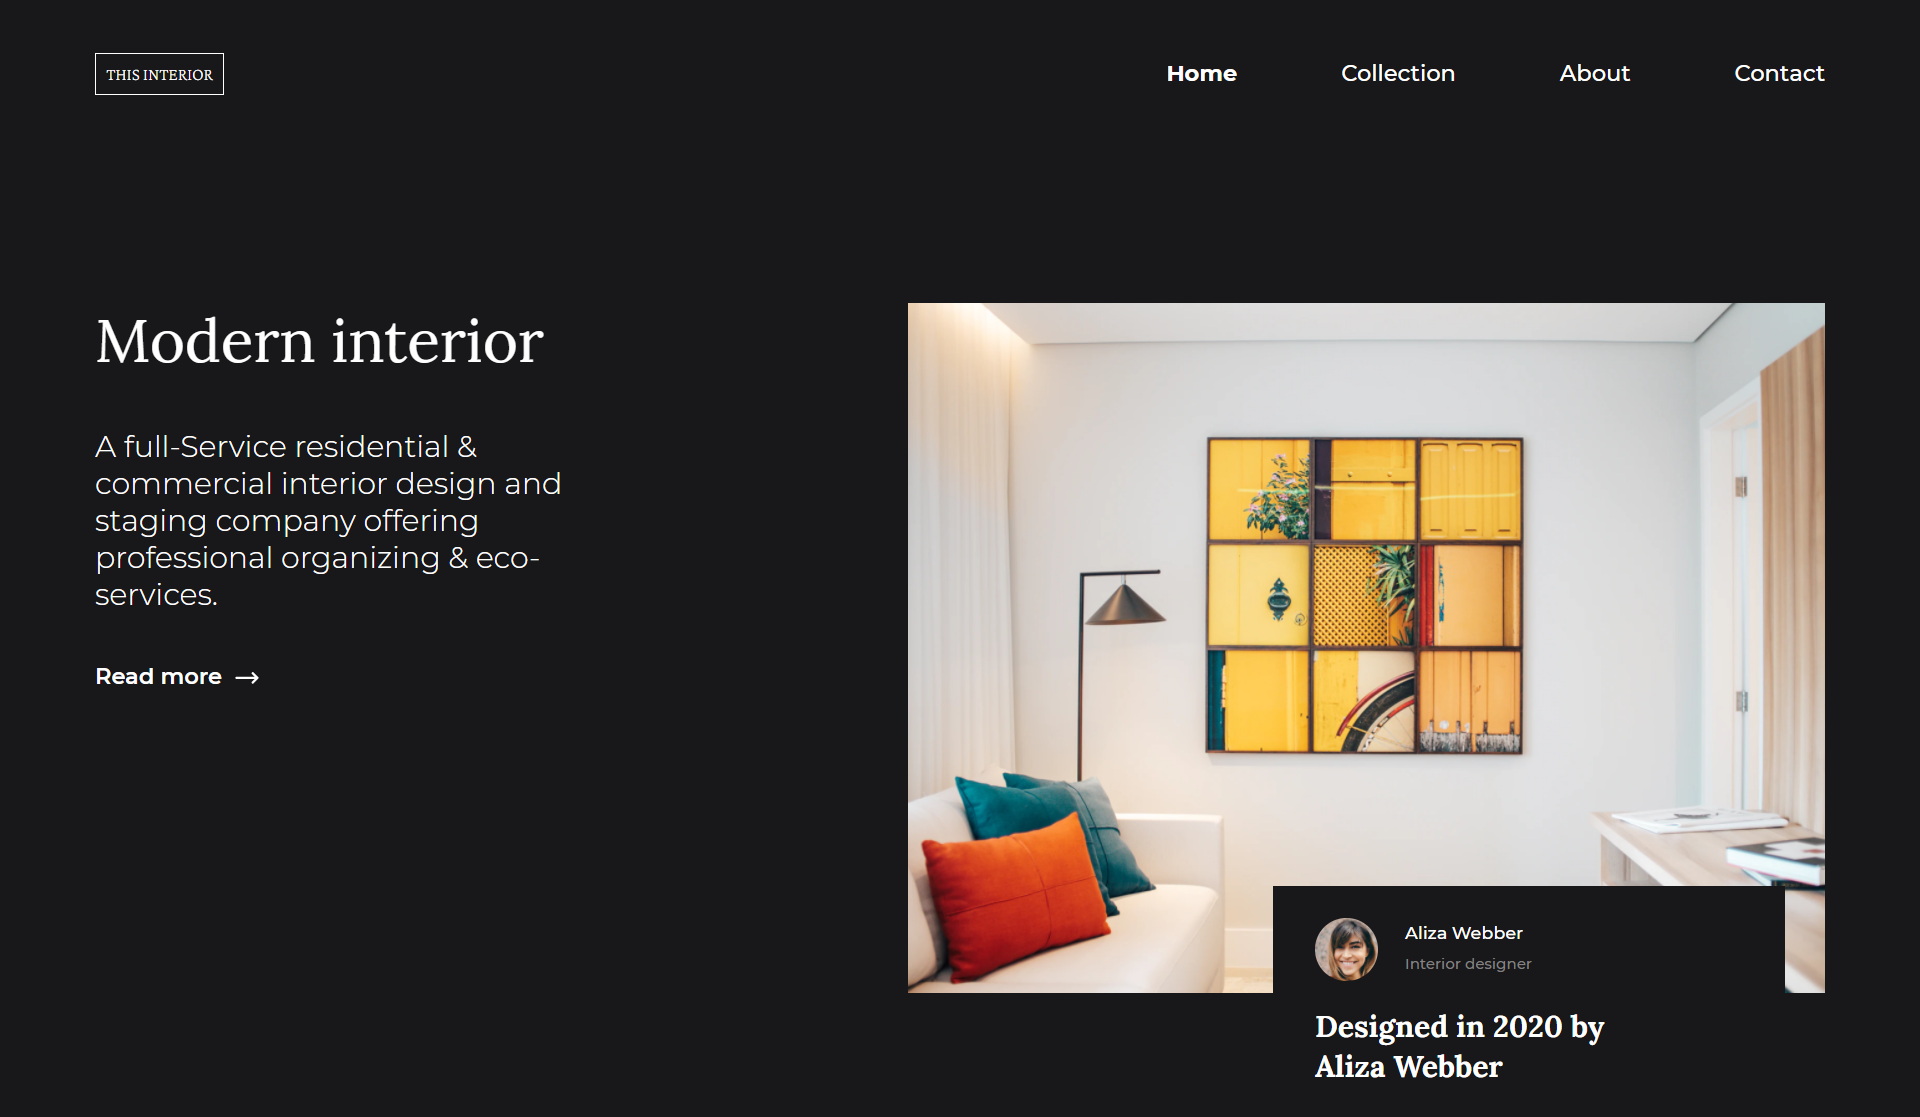 THIS INTERIOR
Home
Collection
About
Contact
Modern interior
A full-Service residential &
commercial interior design and
staging company offering
professional organizing & eco-
services.
Read more
Aliza Webber
Interior designer
Designed in 2020 by
Aliza Webber